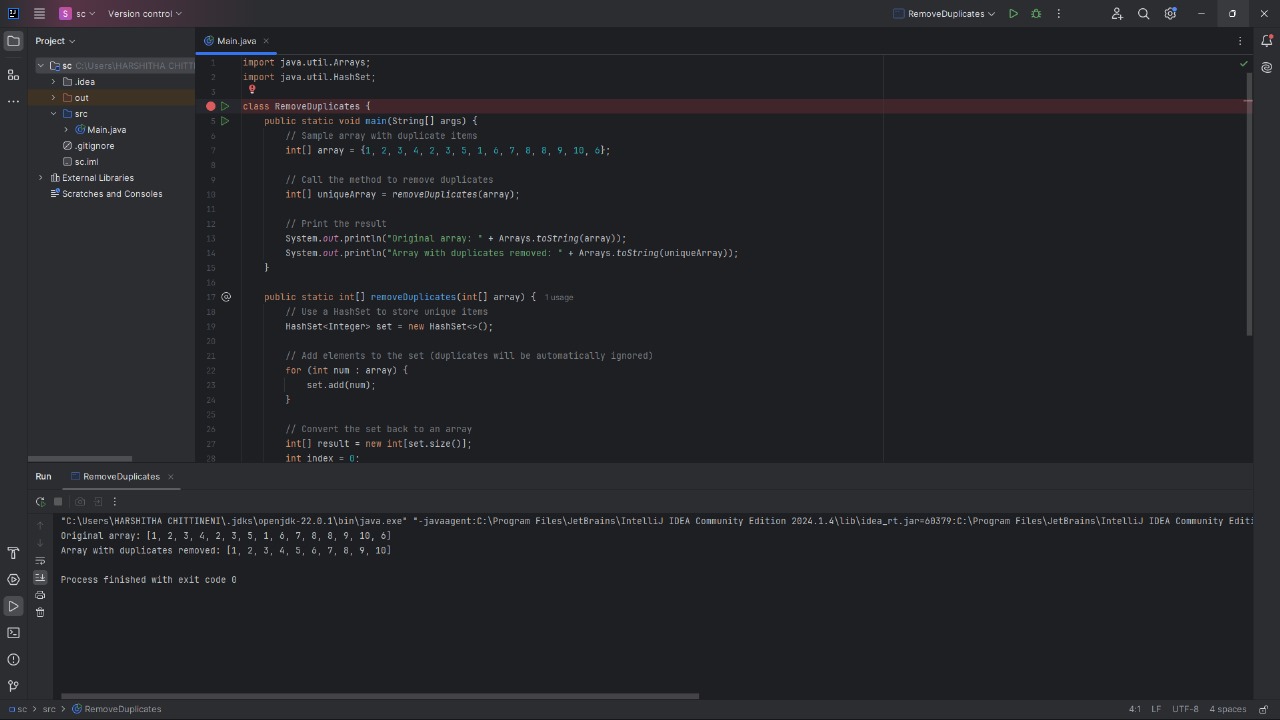 S sc Version control RemoveDuplicates
Project Main.java
sc C:\Users\HARSHITHA CHITTINI
.idea
out
src
Main.java
.gitignore
sc.iml
External Libraries
Scratches and Consoles
1 import java.util.Arrays;
2 import java.util.HashSet;
3
class RemoveDuplicates {
5 public static void main(String[] args) {
6 // Sample array with duplicate items
7 int[] array = {1, 2, 3, 4, 2, 3, 5, 1, 6, 7, 8, 8, 9, 10, 6};
8
9 // Call the method to remove duplicates
10 int[] uniqueArray = removeDuplicates(array);
11
12 // Print the result
13 System.out.println("Original array: " + Arrays.toString(array));
14 System.out.println("Array with duplicates removed: " + Arrays.toString(uniqueArray));
15 }
16
17 public static int[] removeDuplicates(int[] array) { 1 usage
18 // Use a HashSet to store unique items
19 HashSet<Integer> set = new HashSet<>();
20
21 // Add elements to the set (duplicates will be automatically ignored)
22 for (int num : array) {
23 set.add(num);
24 }
25
26 // Convert the set back to an array
27 int[] result = new int[set.size()];
28 int index = 0;
Run RemoveDuplicates
"C:\Users\HARSHITHA CHITTINENI\.jdks\openjdk-22.0.1\bin\java.exe" "-javaagent:C:\Program Files\JetBrains\IntelliJ IDEA Community Edition 2024.1.4\lib\idea_rt.jar=60379:C:\Program Files\JetBrains\IntelliJ IDEA Community Editi
Original array: [1, 2, 3, 4, 2, 3, 5, 1, 6, 7, 8, 8, 9, 10, 6]
Array with duplicates removed: [1, 2, 3, 4, 5, 6, 7, 8, 9, 10]
Process finished with exit code 0
sc > src > RemoveDuplicates 4:1 LF UTF-8 4 spaces